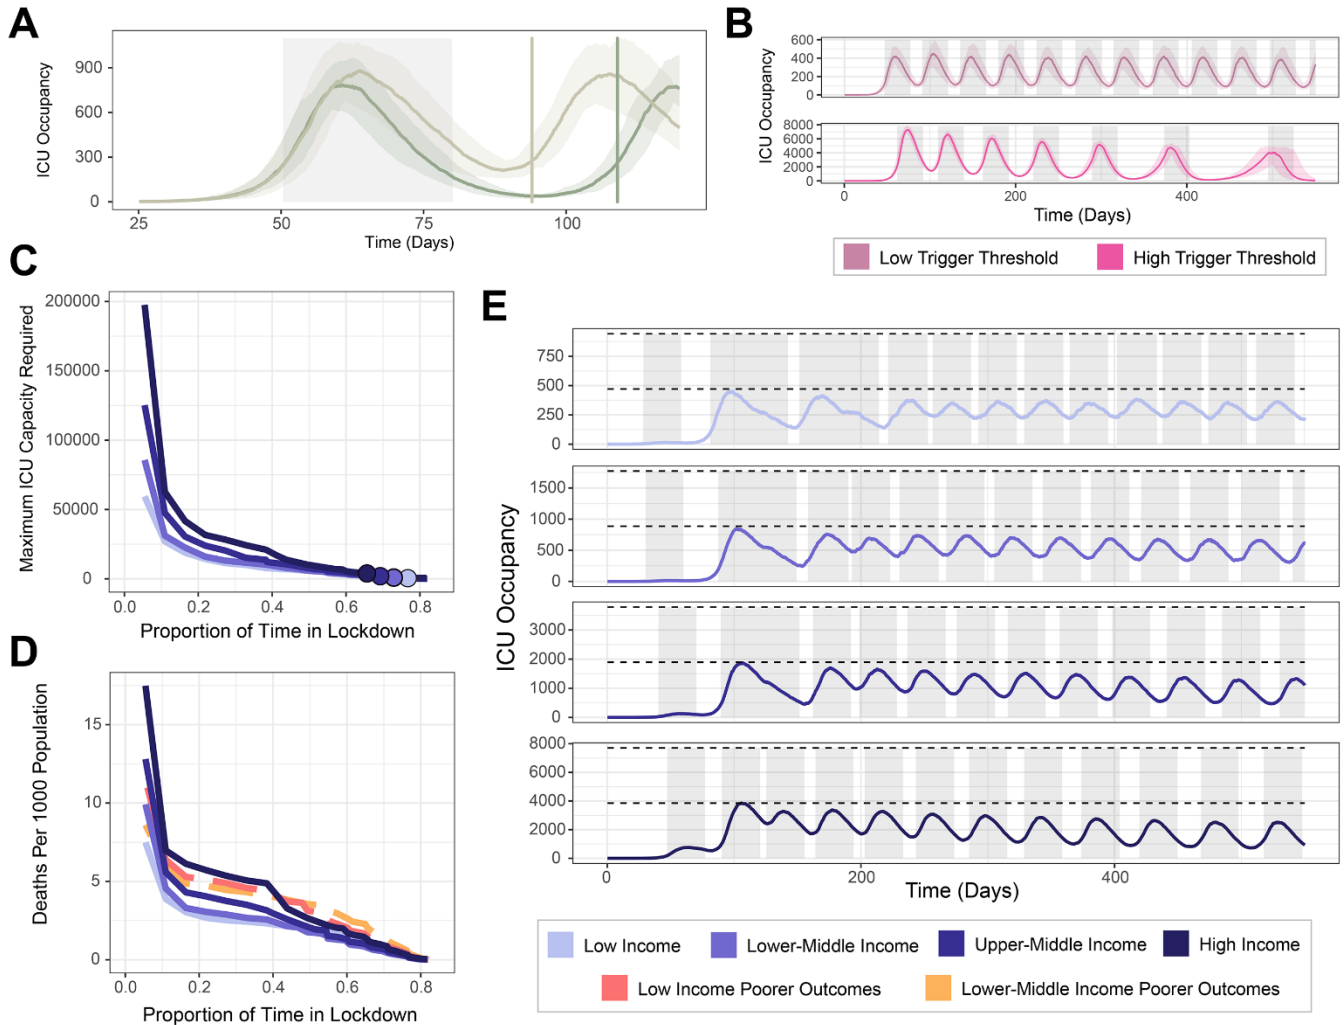 A
ICU Occupancy
900
600
300
0
25
50
75
100
Time (Days)
B
ICU Occupancy
600
400
200
0
8000
6000
4000
2000
0
0
200
400
Time (Days)
Low Trigger Threshold
High Trigger Threshold
C
Maximum ICU Capacity Required
200000
150000
100000
50000
0
0.0
0.2
0.4
0.6
0.8
Proportion of Time in Lockdown
D
Deaths Per 1000 Population
15
10
5
0
0.0
0.2
0.4
0.6
0.8
Proportion of Time in Lockdown
E
ICU Occupancy
750
500
250
0
1500
1000
500
0
3000
2000
1000
0
8000
6000
4000
2000
0
0
200
400
Time (Days)
Low Income
Lower-Middle Income
Upper-Middle Income
High Income
Low Income Poorer Outcomes
Lower-Middle Income Poorer Outcomes